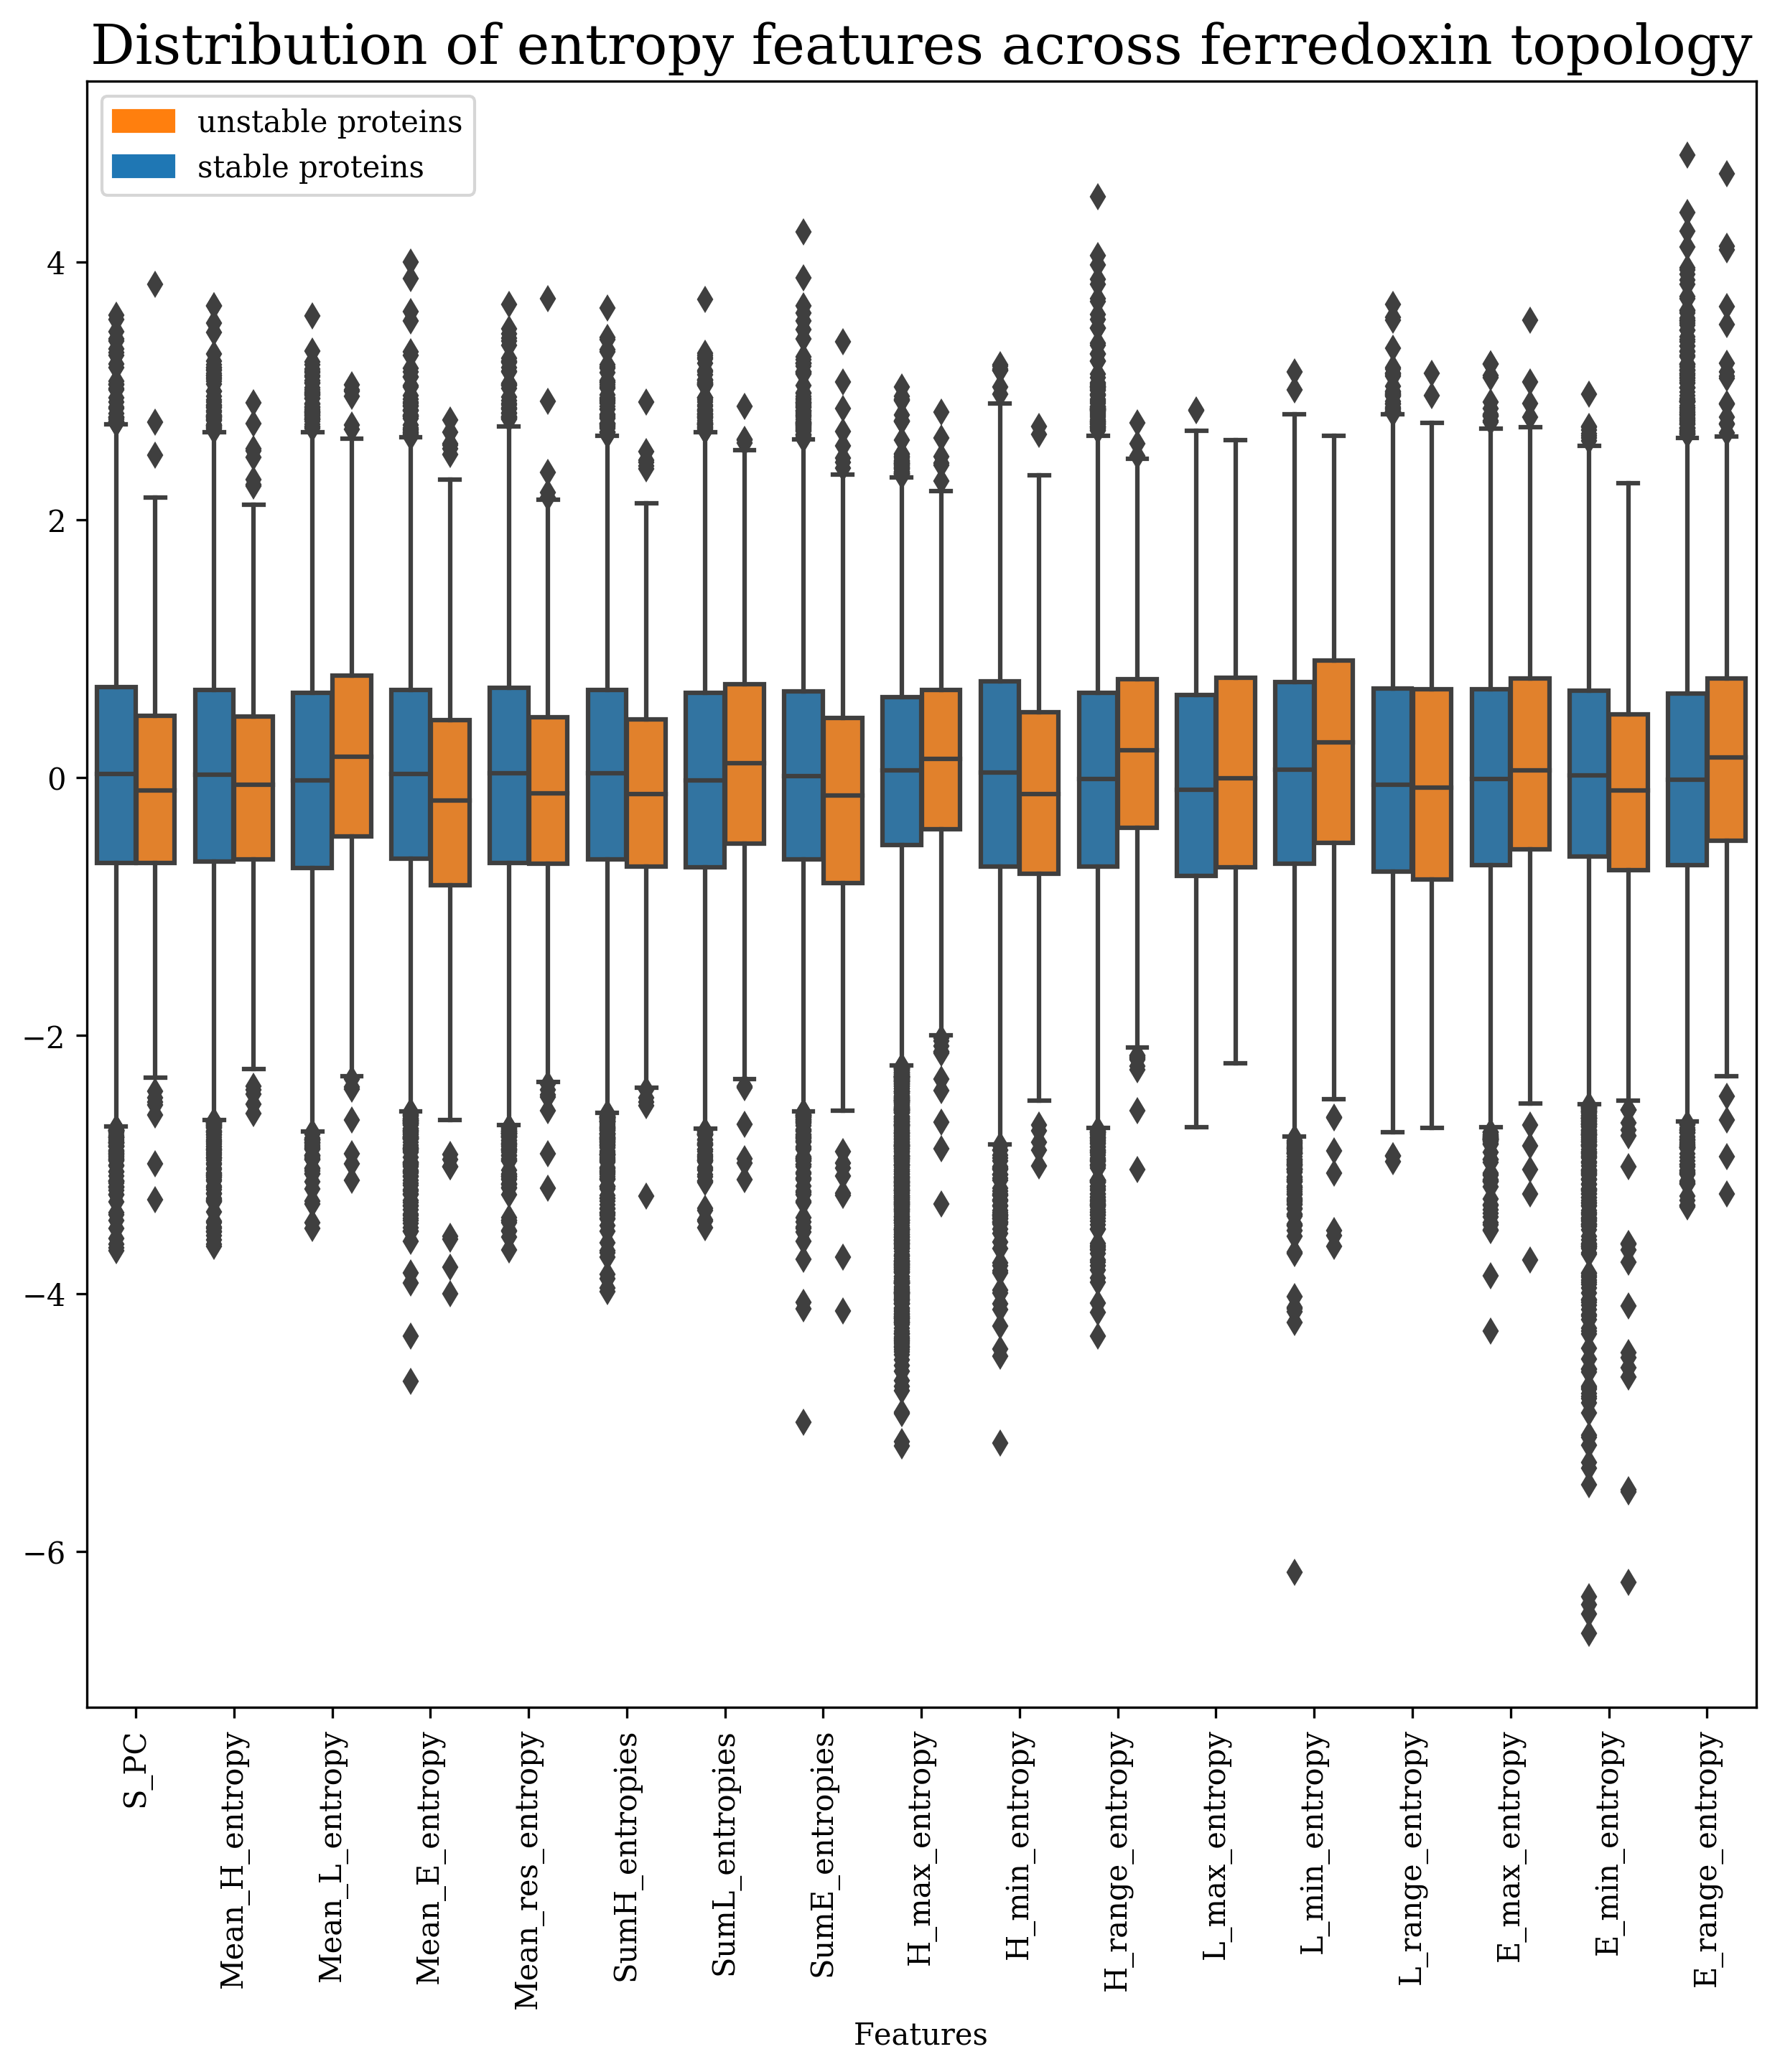 Distribution of entropy features across ferredoxin topology
unstable proteins
stable proteins
4
2
0
−2
−4
−6
S_PC
Mean_H_entropy
Mean_L_entropy
Mean_E_entropy
Mean_res_entropy
SumH_entropies
SumL_entropies
SumE_entropies
H_max_entropy
H_min_entropy
H_range_entropy
L_max_entropy
L_min_entropy
L_range_entropy
E_max_entropy
E_min_entropy
E_range_entropy
Features